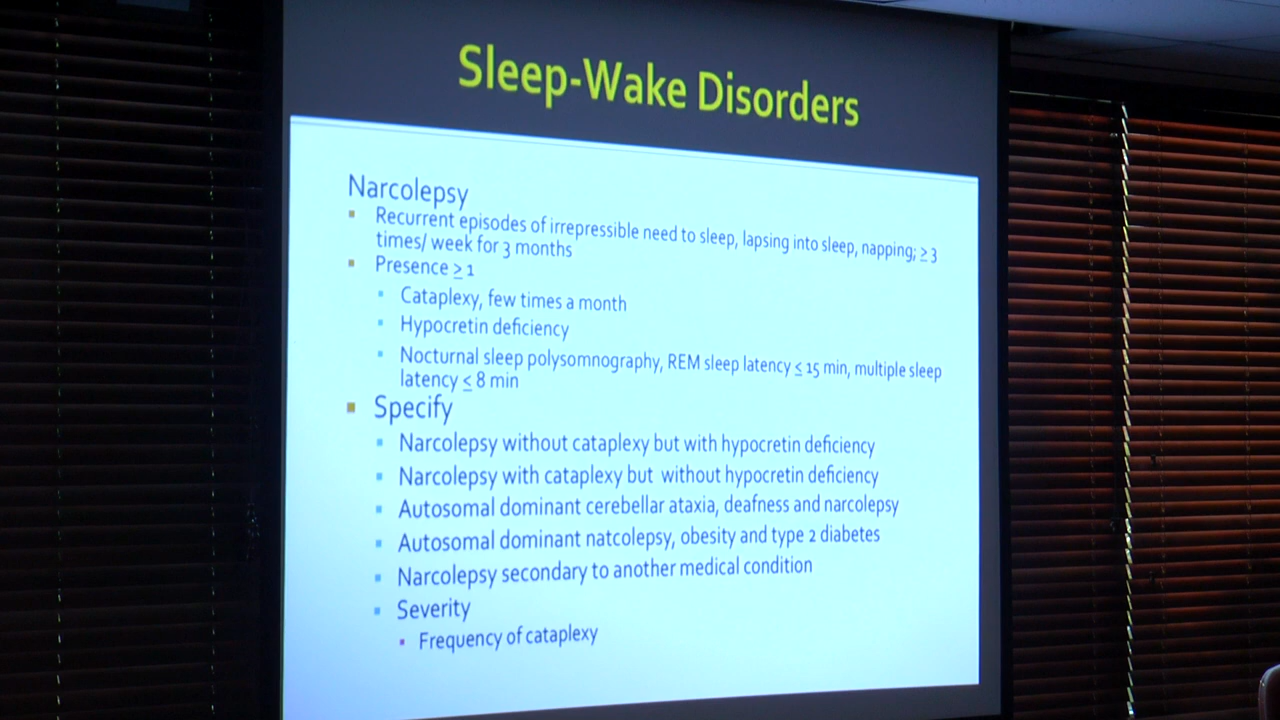 Sleep-Wake Disorders
Narcolepsy
Recurrent episodes of irrepressible need to sleep, lapsing into sleep, napping; ≥ 3
times/ week for 3 months
Presence ≥ 1
Cataplexy, few times a month
Hypocretin deficiency
Nocturnal sleep polysomnography, REM sleep latency ≤ 15 min, multiple sleep
latency ≤ 8 min
Specify
Narcolepsy without cataplexy but with hypocretin deficiency
Narcolepsy with cataplexy but without hypocretin deficiency
Autosomal dominant cerebellar ataxia, deafness and narcolepsy
Autosomal dominant natcolepsy, obesity and type 2 diabetes
Narcolepsy secondary to another medical condition
Severity
Frequency of cataplexy